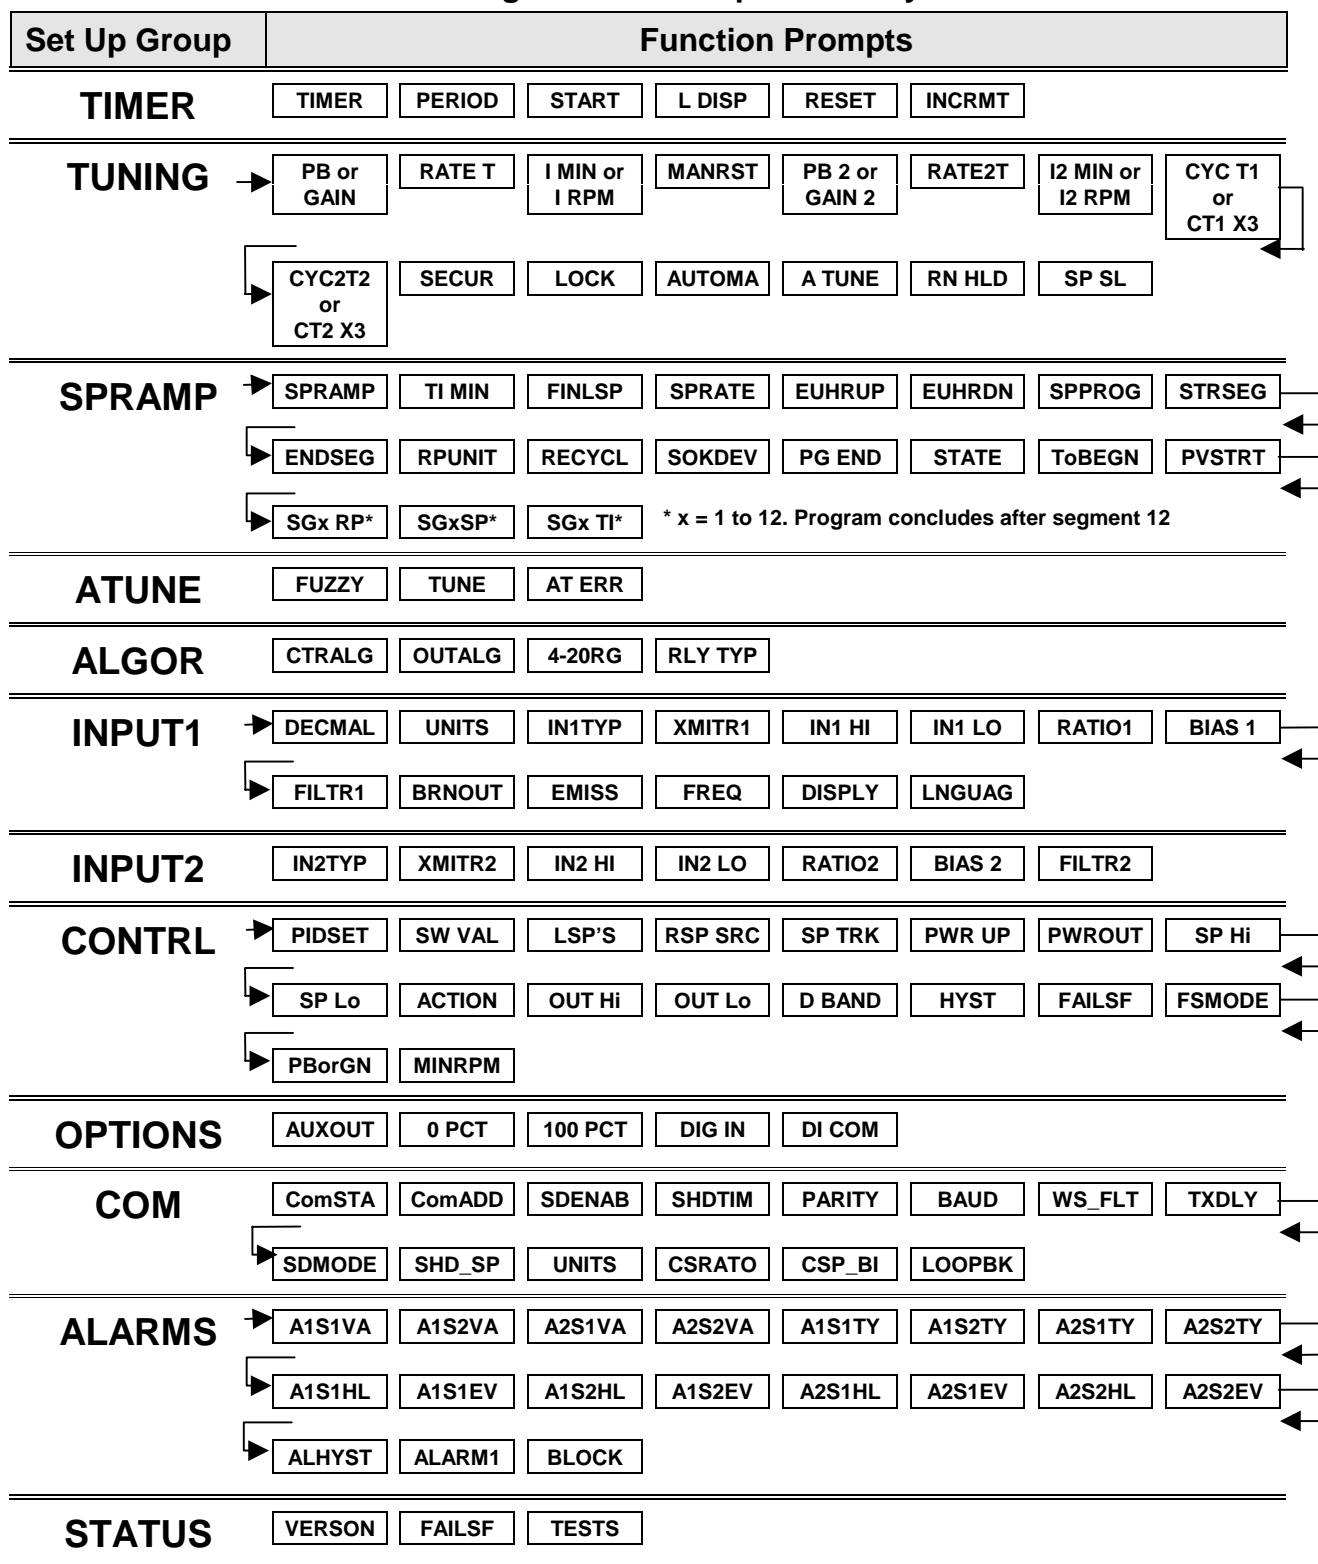 Set Up Group Function Prompts
TIMER TIMER PERIOD START L DISP RESET INCRMT
TUNING PB or GAIN RATE T I MIN or I RPM MANRST PB 2 or GAIN 2 RATE2T I2 MIN or I2 RPM CYC T1 or CT1 X3
CYC2T2 or CT2 X3 SECUR LOCK AUTOMA A TUNE RN HLD SP SL
SPRAMP SPRAMP TI MIN FINLSP SPRATE EUHRUP EUHRDN SPPROG STRSEG
ENDSEG RPUNIT RECYCL SOKDEV PG END STATE ToBEGN PVSTRT
SGx RP* SGxSP* SGx TI* * x = 1 to 12. Program concludes after segment 12
ATUNE FUZZY TUNE AT ERR
ALGOR CTRALG OUTALG 4-20RG RLY TYP
INPUT1 DECMAL UNITS IN1TYP XMITR1 IN1 HI IN1 LO RATIO1 BIAS 1
FILTR1 BRNOUT EMISS FREQ DISPLY LNGUAG
INPUT2 IN2TYP XMITR2 IN2 HI IN2 LO RATIO2 BIAS 2 FILTR2
CONTRL PIDSET SW VAL LSP'S RSP SRC SP TRK PWR UP PWROUT SP Hi
SP Lo ACTION OUT Hi OUT Lo D BAND HYST FAILSF FSMODE
PBorGN MINRPM
OPTIONS AUXOUT 0 PCT 100 PCT DIG IN DI COM
COM ComSTA ComADD SDENAB SHDTIM PARITY BAUD WS_FLT TXDLY
SDMODE SHD_SP UNITS CSRATO CSP_BI LOOPBK
ALARMS A1S1VA A1S2VA A2S1VA A2S2VA A1S1TY A1S2TY A2S1TY A2S2TY
A1S1HL A1S1EV A1S2HL A1S2EV A2S1HL A2S1EV A2S2HL A2S2EV
ALHYST ALARM1 BLOCK
STATUS VERSON FAILSF TESTS